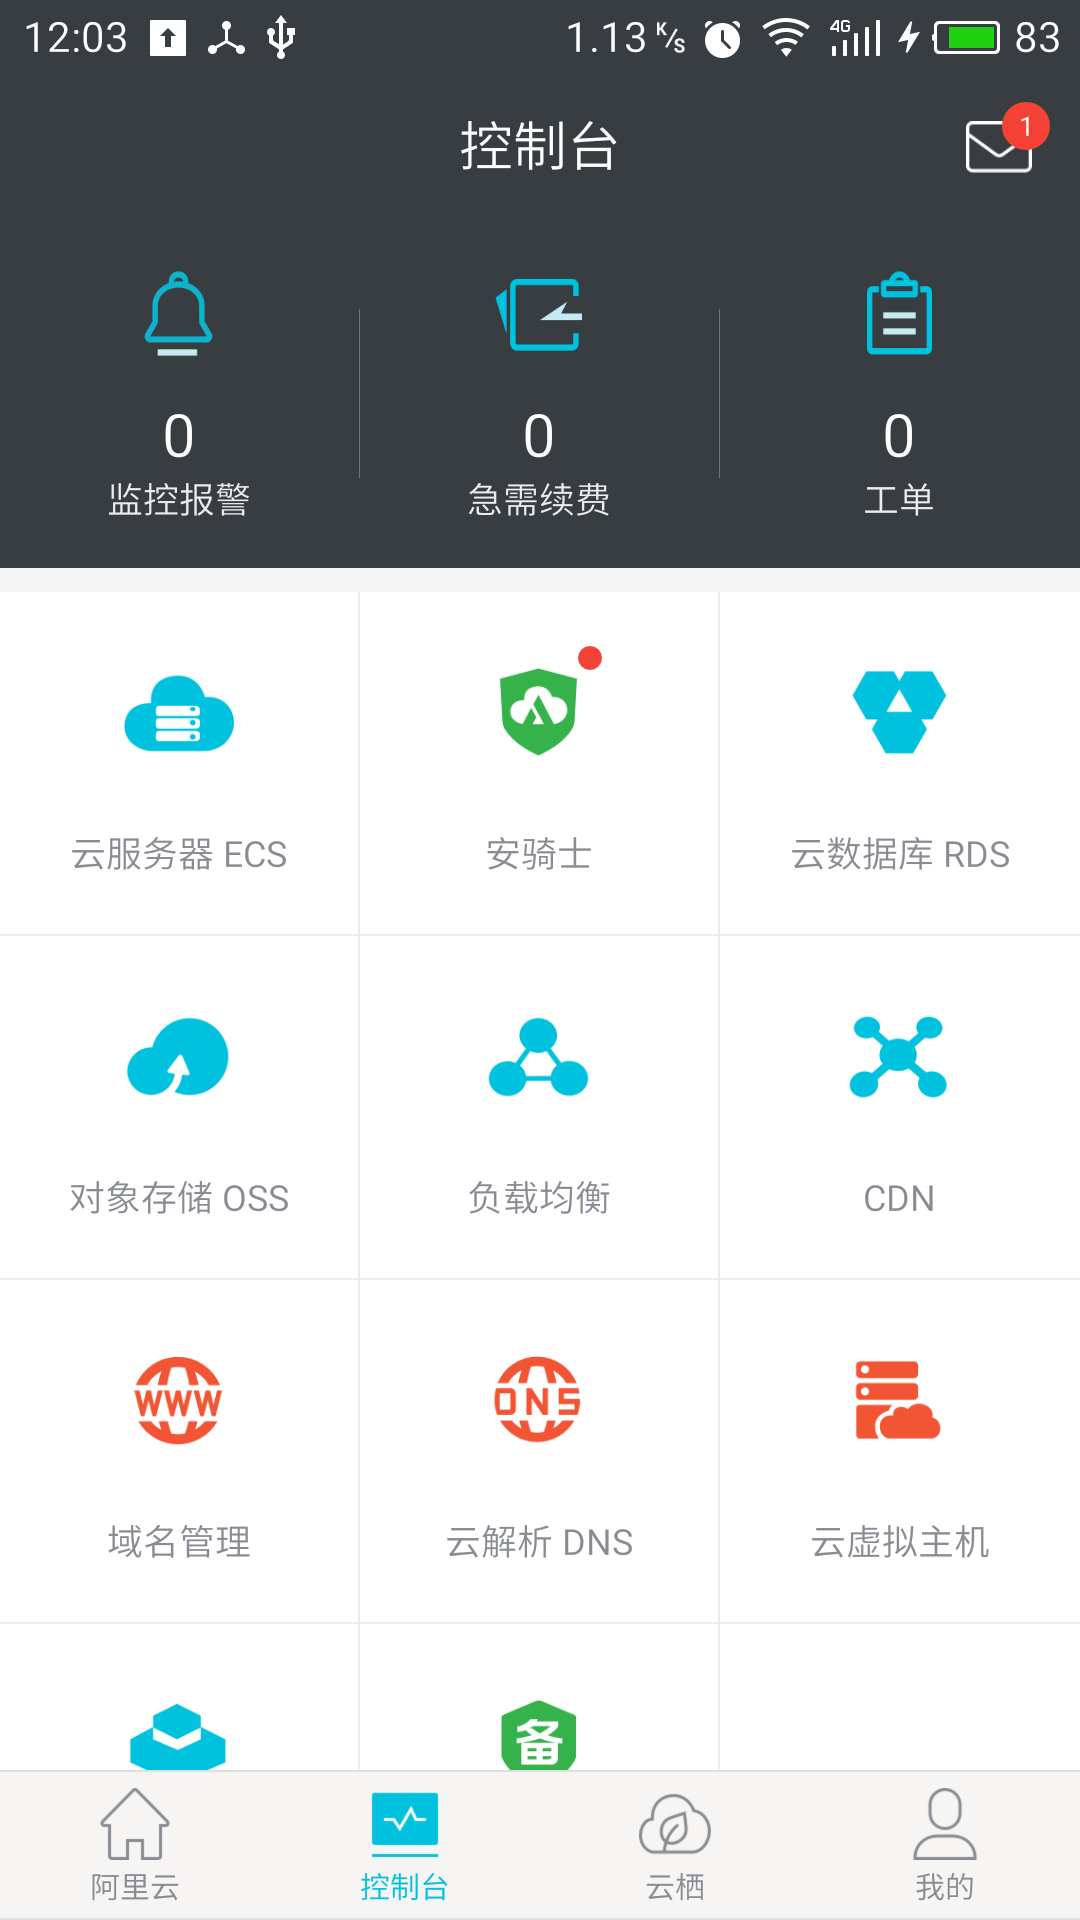 12:03 1.13 K/s 4G 83
控制台 1
0 0 0
监控报警 急需续费 工单
云服务器 ECS 安骑士 云数据库 RDS
对象存储 OSS 负载均衡 CDN
WWW DNS
域名管理 云解析 DNS 云虚拟主机
备
阿里云 控制台 云栖 我的